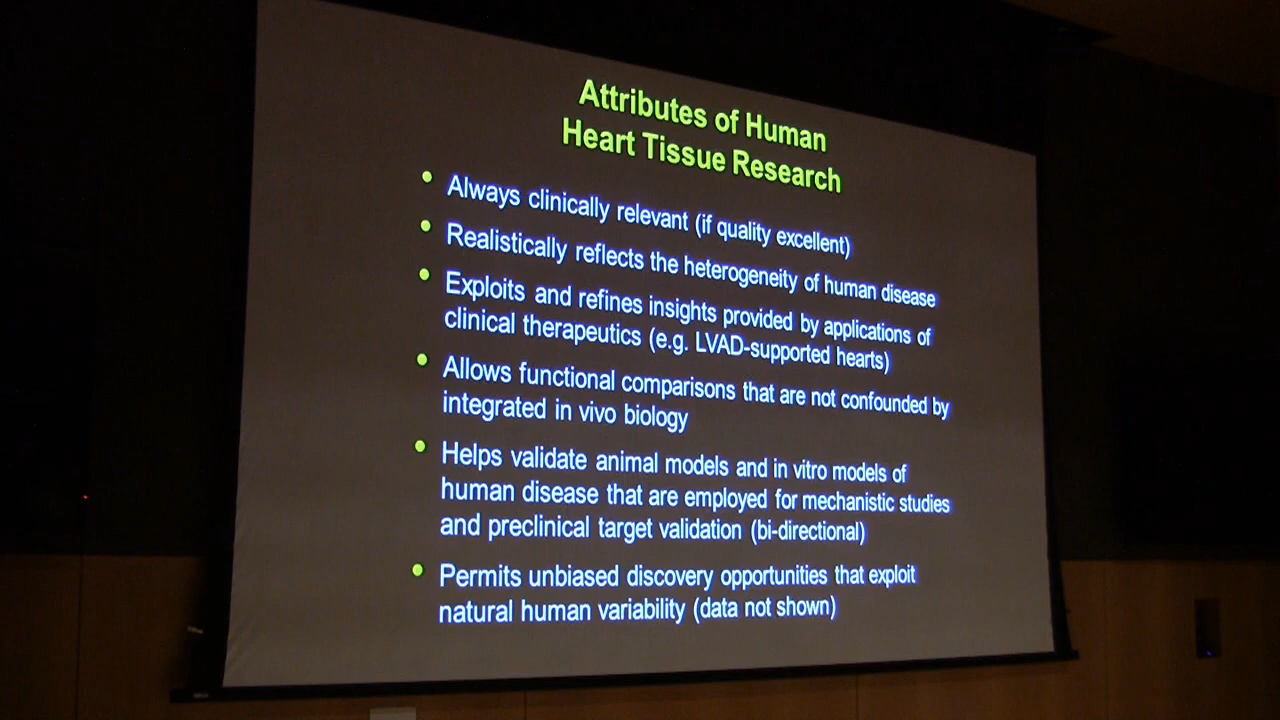 Attributes of Human
Heart Tissue Research
• Always clinically relevant (if quality excellent)
• Realistically reflects the heterogeneity of human disease
• Exploits and refines insights provided by applications of
clinical therapeutics (e.g. LVAD-supported hearts)
• Allows functional comparisons that are not confounded by
integrated in vivo biology
• Helps validate animal models and in vitro models of
human disease that are employed for mechanistic studies
and preclinical target validation (bi-directional)
• Permits unbiased discovery opportunities that exploit
natural human variability (data not shown)